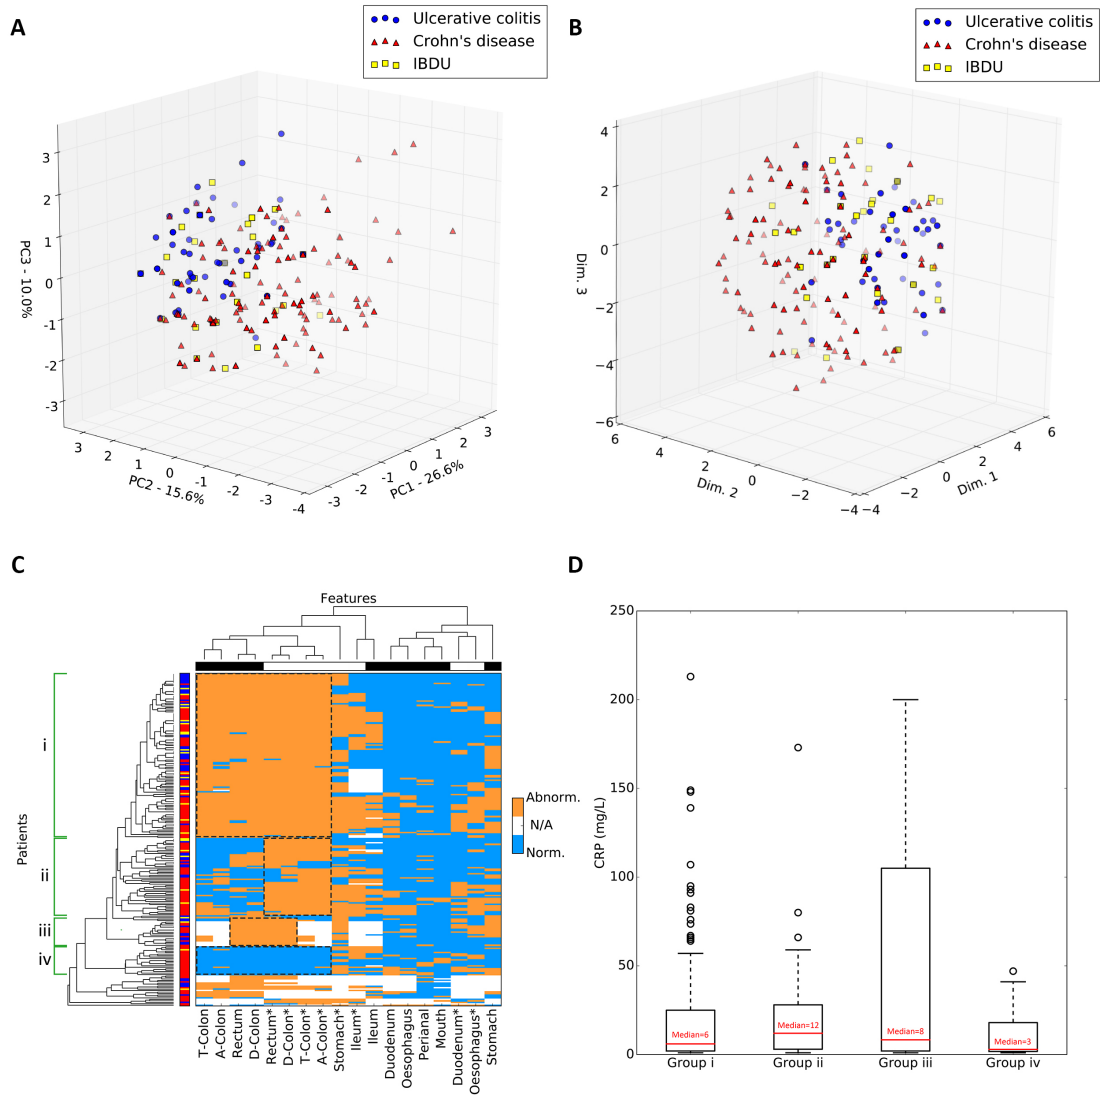 A
Ulcerative colitis
Crohn's disease
IBDU
3
2
1
0
-1
-2
-3
PC3 - 10.0%
3
2
1
0
-1
-2
-3
-4
PC2 - 15.6%
-3
-2
-1
0
1
2
3
PC1 - 26.6%
B
Ulcerative colitis
Crohn's disease
IBDU
4
2
0
−2
−4
−6
Dim. 3
6
4
2
0
−2
−4
Dim. 2
−4
−2
0
2
4
6
Dim. 1
C
Features
Patients
i
ii
iii
iv
Abnorm.
N/A
Norm.
T-Colon
A-Colon
Rectum
D-Colon
Rectum*
D-Colon*
T-Colon*
A-Colon*
Stomach*
Ileum*
Ileum
Duodenum
Oesophagus
Perianal
Mouth
Duodenum*
Oesophagus*
Stomach
D
CRP (mg/L)
250
200
150
100
50
0
Median=6
Median=12
Median=8
Median=3
Group i
Group ii
Group iii
Group iv